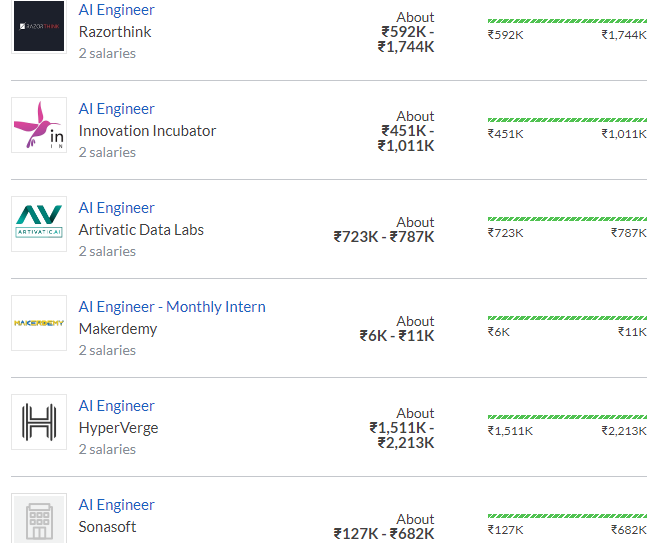 AI Engineer
Razorthink
2 salaries
About
₹592K -
₹1,744K
₹592K ₹1,744K
RAZORTHINK
AI Engineer
Innovation Incubator
2 salaries
About
₹451K -
₹1,011K
₹451K ₹1,011K
in
I N
AI Engineer
Artivatic Data Labs
2 salaries
About
₹723K - ₹787K
₹723K ₹787K
AV
ARTIVATIC.AI
AI Engineer - Monthly Intern
Makerdemy
2 salaries
About
₹6K - ₹11K
₹6K ₹11K
MAKERDEMY
AI Engineer
HyperVerge
2 salaries
About
₹1,511K -
₹2,213K
₹1,511K ₹2,213K
H
AI Engineer
Sonasoft
About
₹127K - ₹682K
₹127K ₹682K